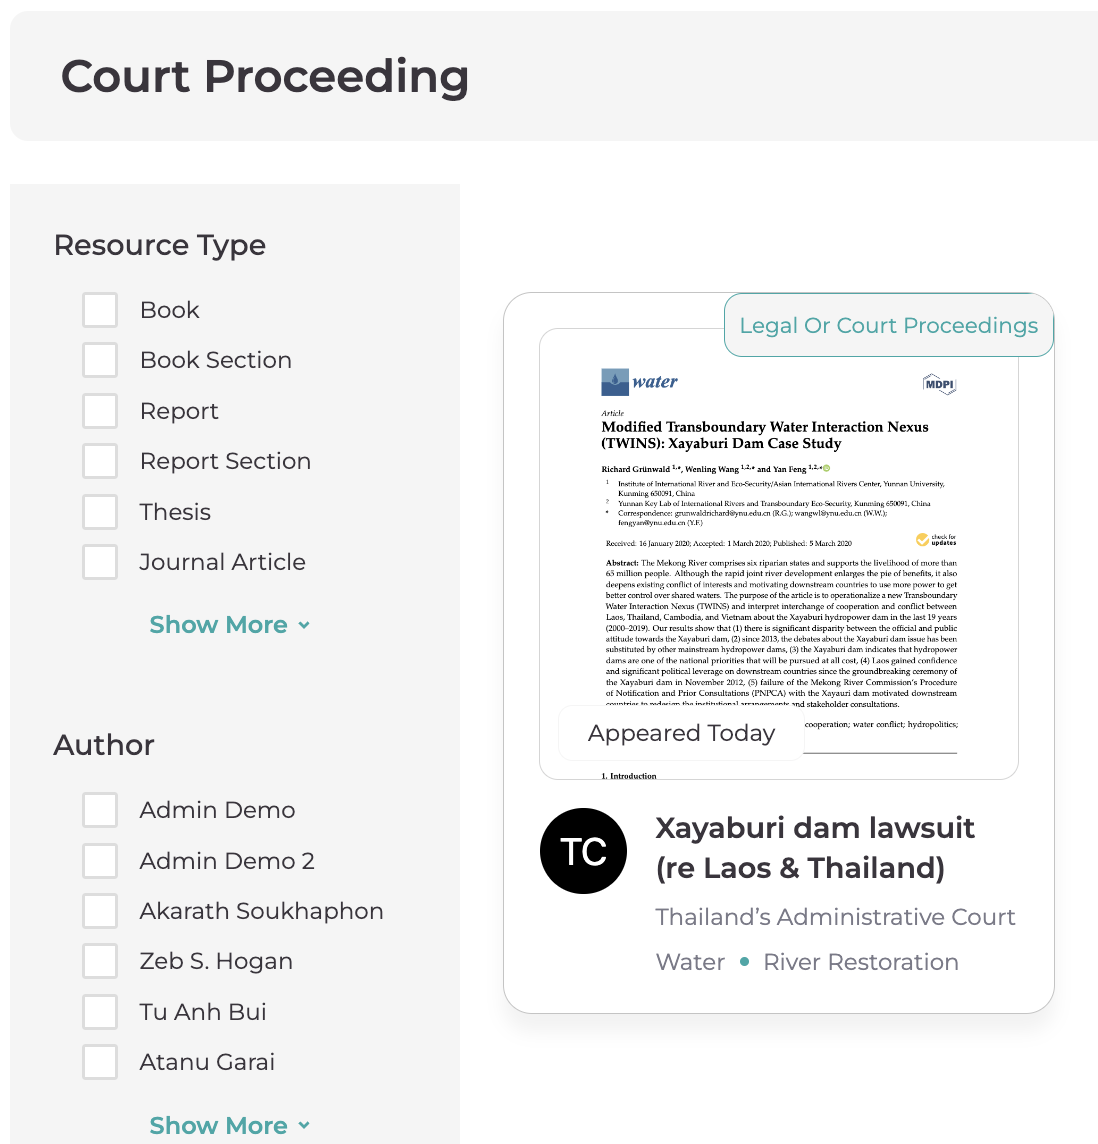 Court Proceeding
Resource Type
Book
Book Section
Report
Report Section
Thesis
Journal Article
Show More
Author
Admin Demo
Admin Demo 2
Akarath Soukhaphon
Zeb S. Hogan
Tu Anh Bui
Atanu Garai
Show More
Legal Or Court Proceedings
water
MDPI
Article
Modified Transboundary Water Interaction Nexus
(TWINS): Xayaburi Dam Case Study
Richard Grünwald 1,*, Wenling Wang 1,2,* and Yan Feng 1,2,*
1 Institute of International River and Eco-Security/Asian International Rivers Center, Yunnan University,
Kunming 650091, China
2 Yunnan Key Lab of International Rivers and Transboundary Eco-Security, Kunming 650091, China
* Correspondence: grunwaldrichard@ynu.edu.cn (R.G.); wangwl@ynu.edu.cn (W.W.);
fengyan@ynu.edu.cn (Y.F.)
Received: 16 January 2020; Accepted: 1 March 2020; Published: 5 March 2020
check for
updates
Abstract: The Mekong River comprises six riparian states and supports the livelihood of more than
65 million people. Although the rapid joint river development enlarges the pie of benefits, it also
deepens existing conflict of interests and motivating downstream countries to use more power to get
better control over shared waters. The purpose of the article is to operationalize a new Transboundary
Water Interaction Nexus (TWINS) and interpret interchange of cooperation and conflict between
Laos, Thailand, Cambodia, and Vietnam about the Xayaburi hydropower dam in the last 19 years
(2000–2019). Our results show that (1) there is significant disparity between the official and public
attitude towards the Xayaburi dam, (2) since 2013, the debates about the Xayaburi dam issue has been
substituted by other mainstream hydropower dams, (3) the Xayaburi dam indicates that hydropower
dams are one of the national priorities that will be pursued at all cost, (4) Laos gained confidence
and significant political leverage on downstream countries since the groundbreaking ceremony of
the Xayaburi dam in November 2012, (5) failure of the Mekong River Commission's Procedure
of Notification and Prior Consultations (PNPCA) with the Xayauri dam motivated downstream
countries to redesign the institutional arrangements and stakeholder consultations.
cooperation; water conflict; hydropolitics;
Appeared Today
1. Introduction
TC
Xayaburi dam lawsuit
(re Laos & Thailand)
Thailand’s Administrative Court
Water • River Restoration